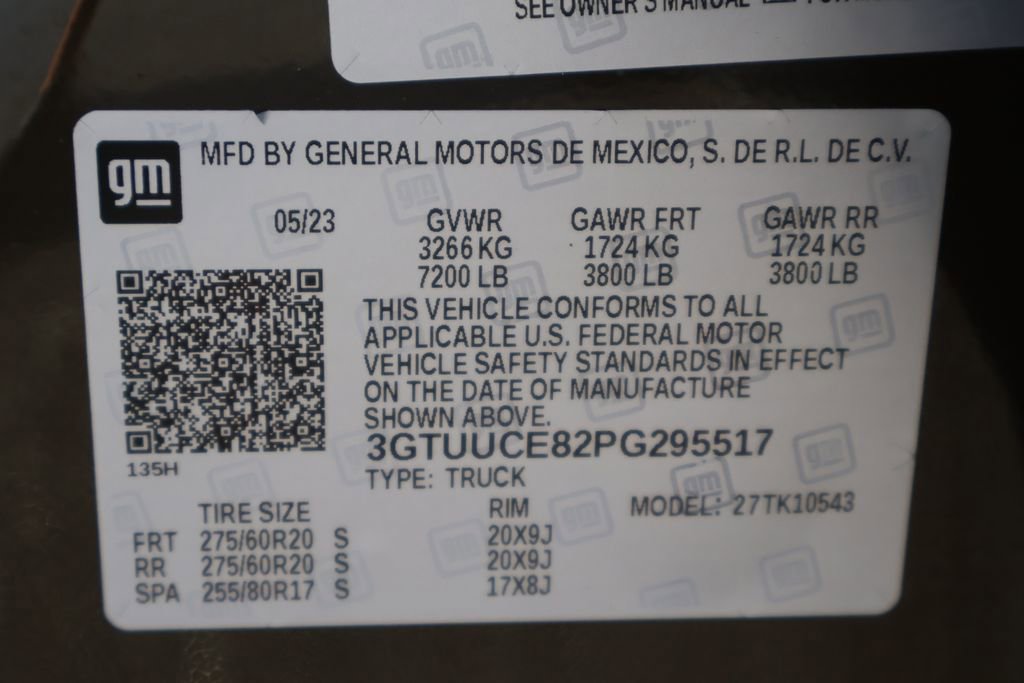 SEE OWNER'S MANUAL
gm
MFD BY GENERAL MOTORS DE MEXICO, S. DE R.L. DE C.V.
05/23 GVWR GAWR FRT GAWR RR
3266 KG 1724 KG 1724 KG
7200 LB 3800 LB 3800 LB
THIS VEHICLE CONFORMS TO ALL
APPLICABLE U.S. FEDERAL MOTOR
VEHICLE SAFETY STANDARDS IN EFFECT
ON THE DATE OF MANUFACTURE
SHOWN ABOVE.
3GTUUCE82PG295517
135H
TYPE: TRUCK
TIRE SIZE RIM MODEL: 27TK10543
FRT 275/60R20 S 20X9J
RR 275/60R20 S 20X9J
SPA 255/80R17 S 17X8J